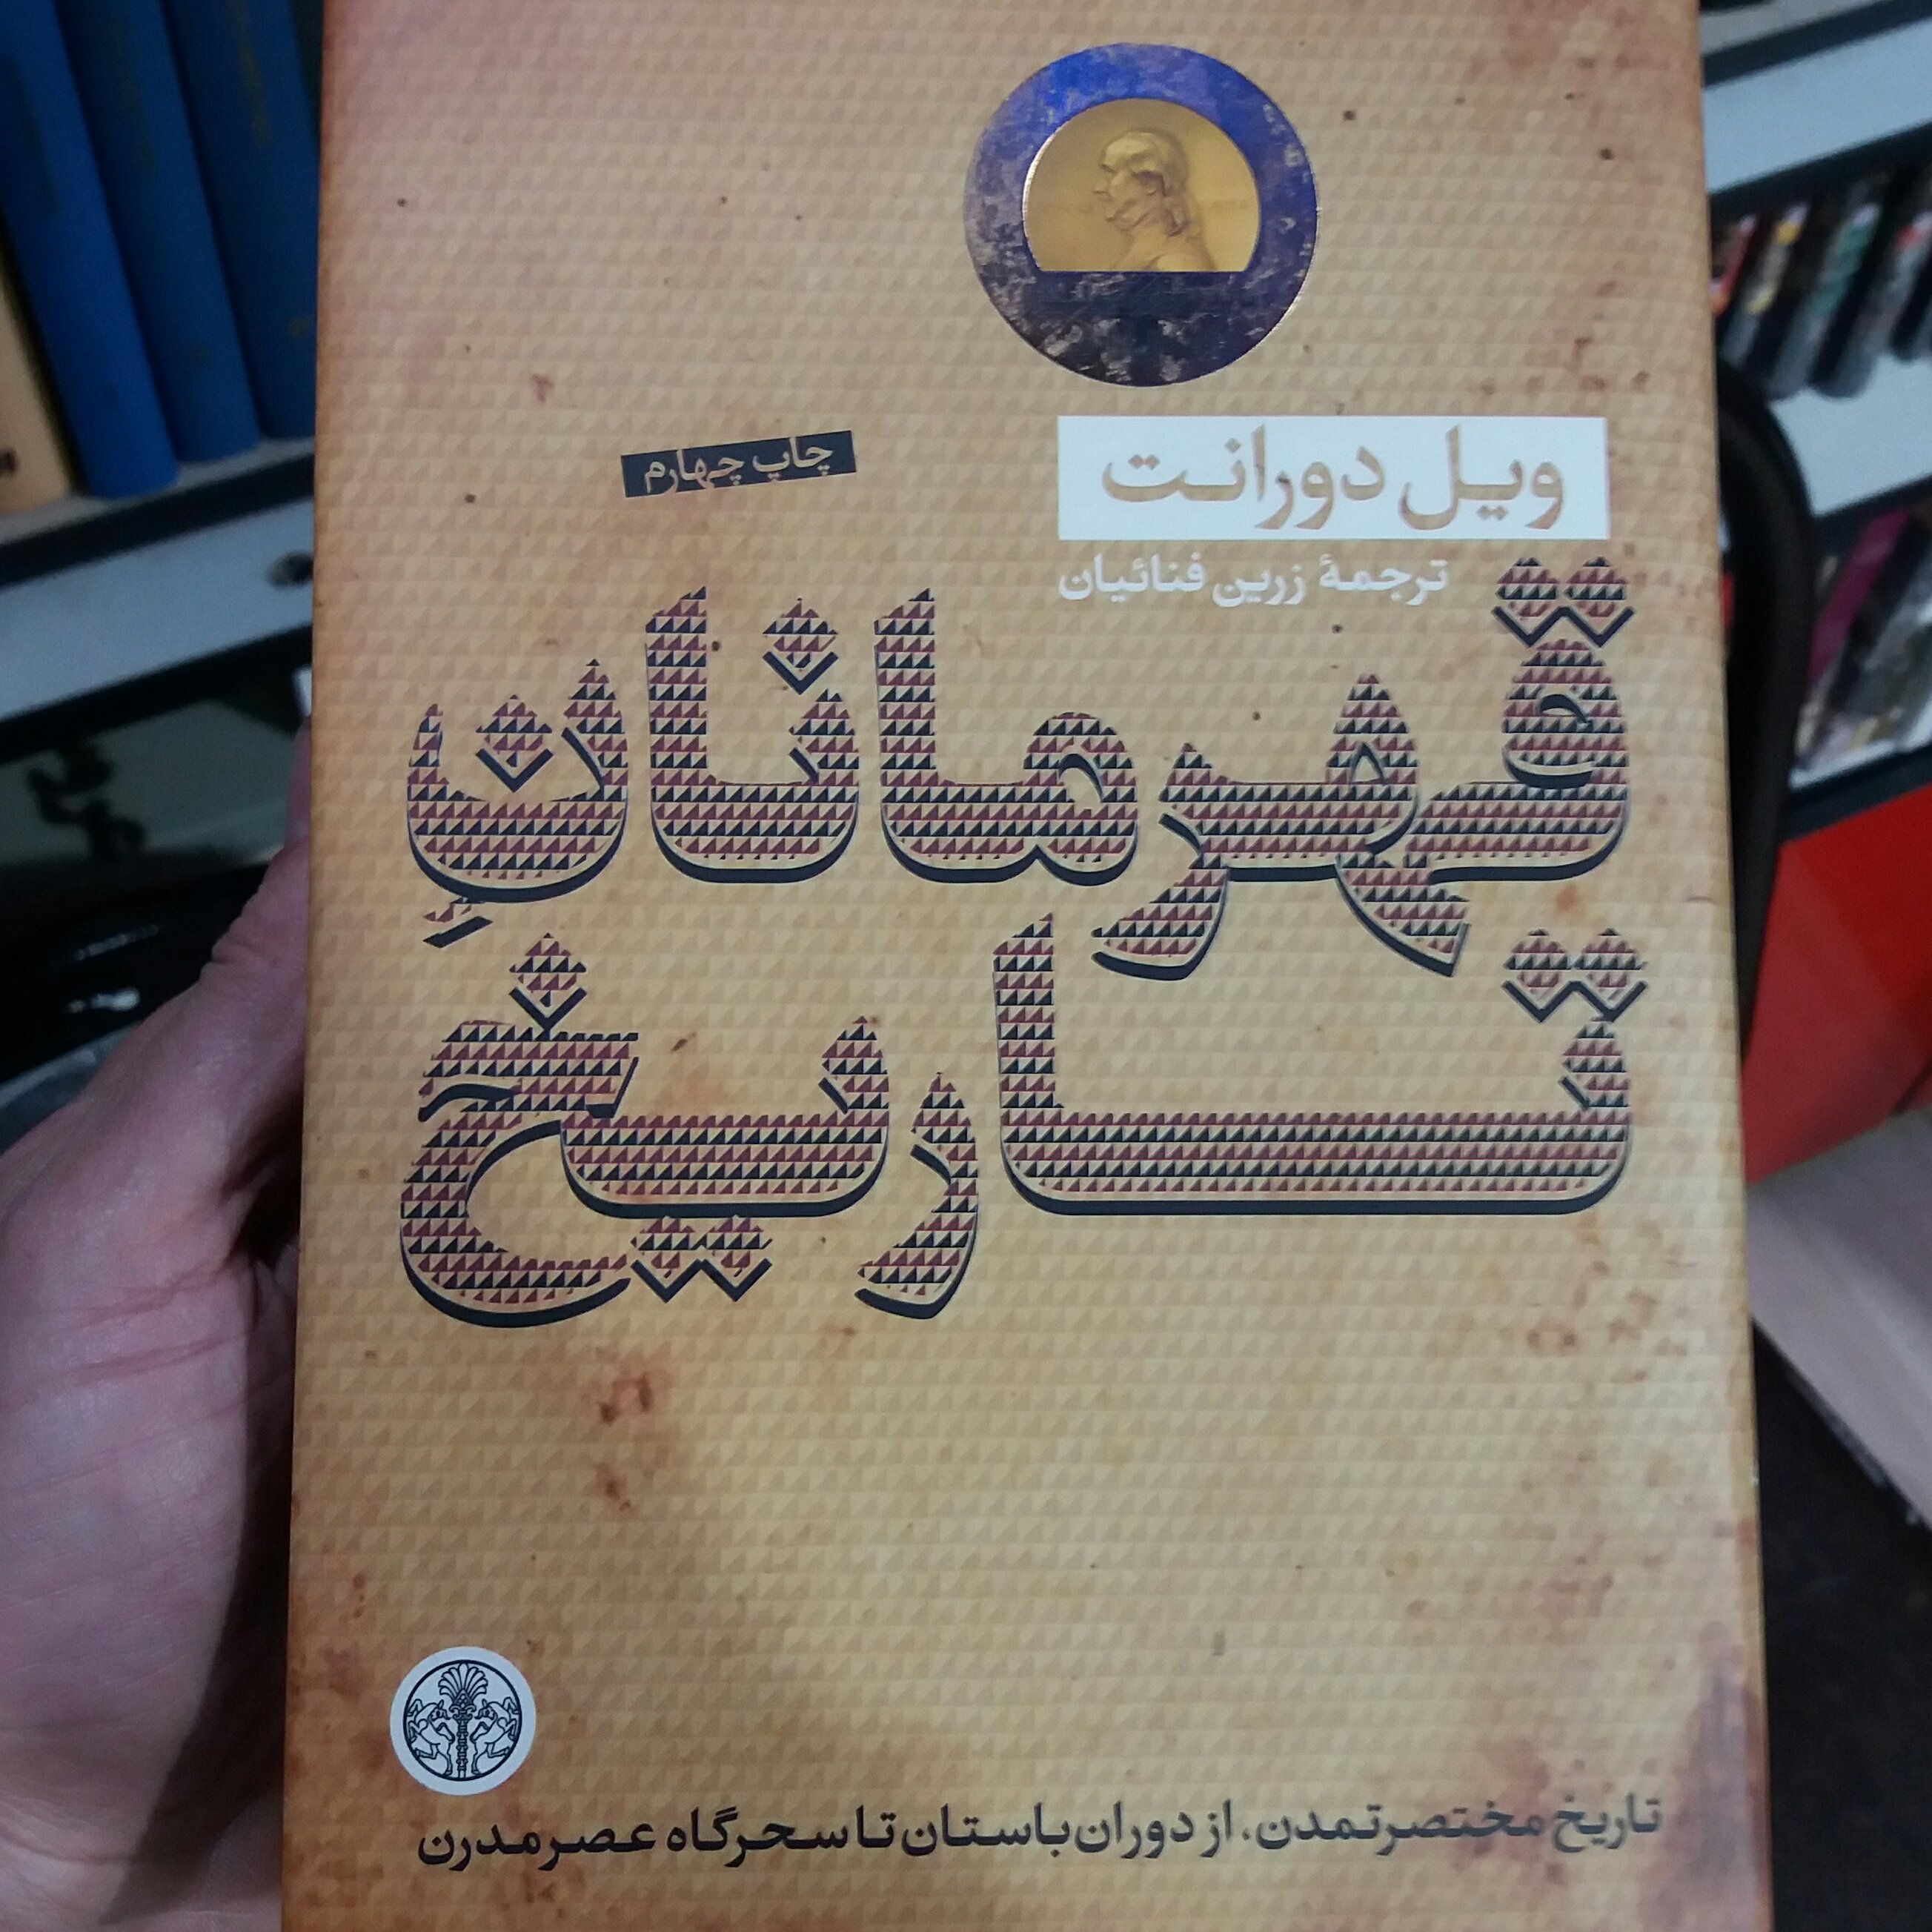 ویل دورانت
چاپ چهارم
ترجمهٔ زرین فنائیان
قهرمانانِ
تاریخ
تاریخ مختصر تمدن، از دوران باستان تا سحرگاه عصر مدرن